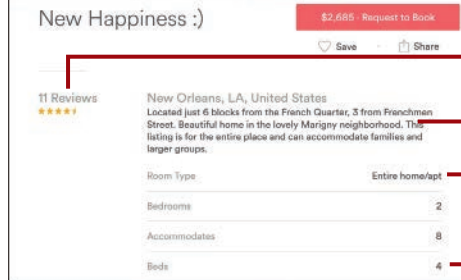 New Happiness :)
$2,685 - Request to Book
Save · Share
11 Reviews
New Orleans, LA, United States
Located just 6 blocks from the French Quarter, 3 from Frenchmen
Street. Beautiful home in the lovely Marigny neighborhood. This
listing is for the entire place and can accommodate families and
larger groups.
Room Type Entire home/apt
Bedrooms 2
Accommodates 8
Beds 4